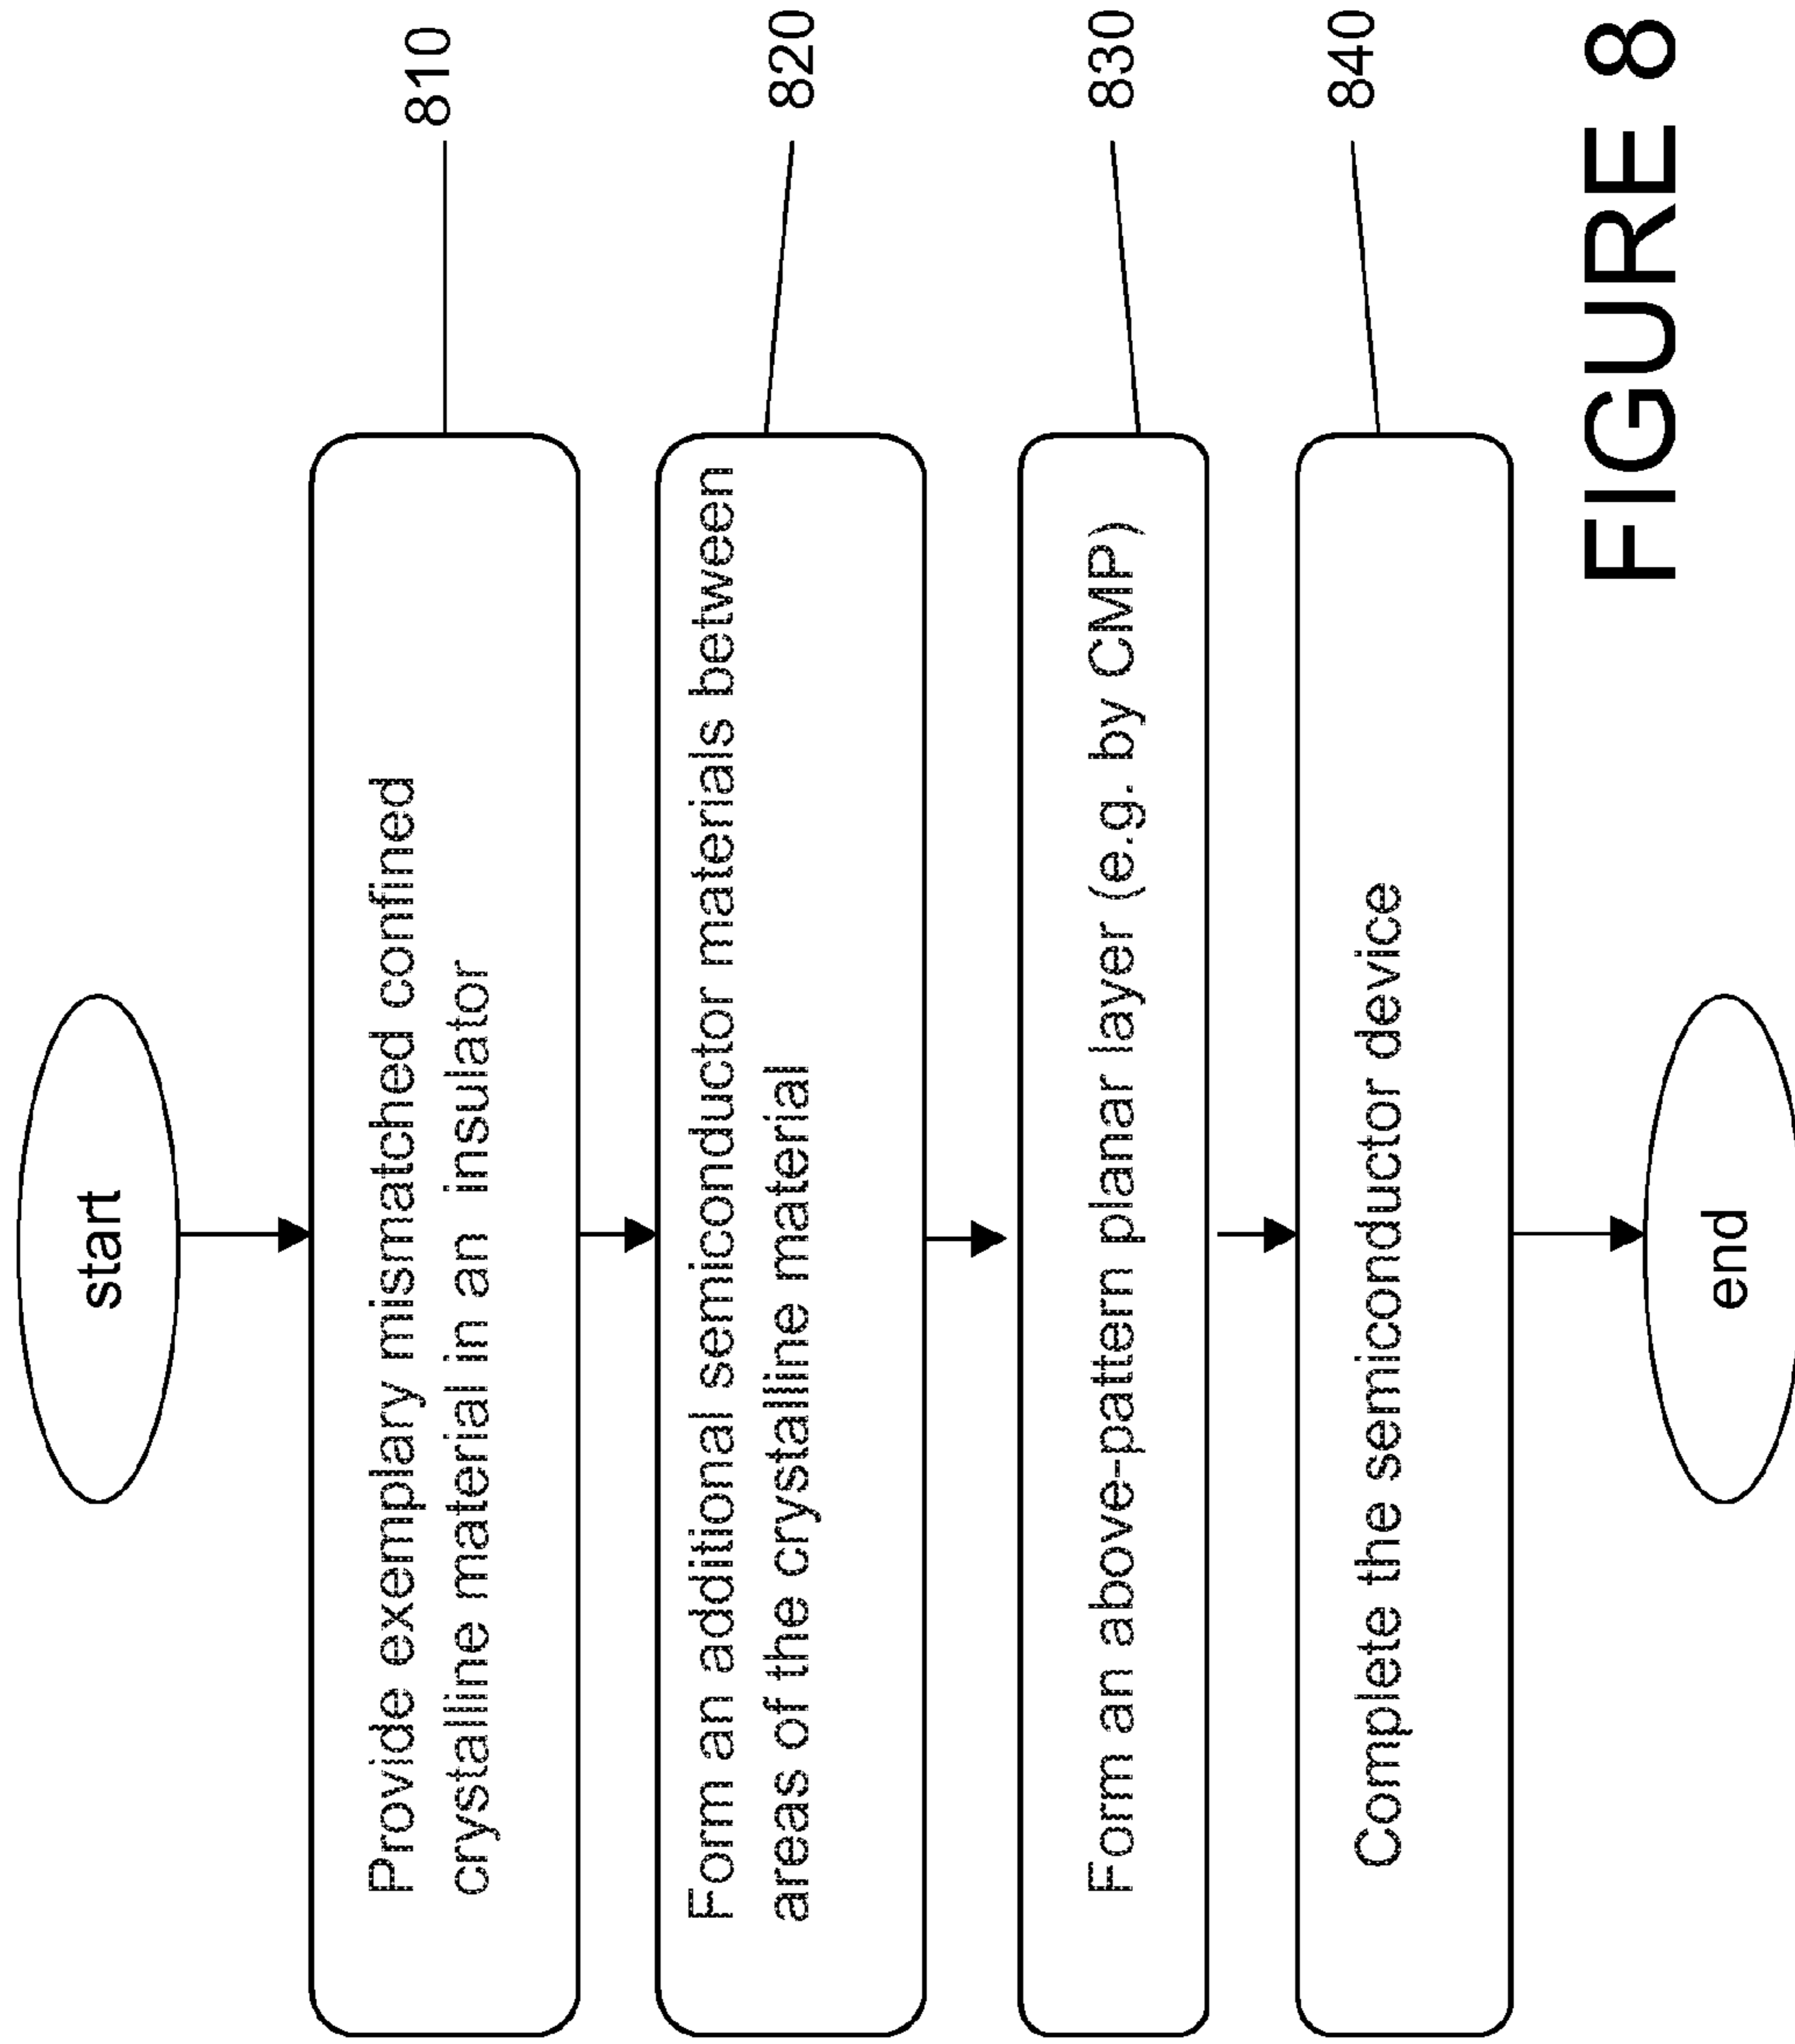 start
Provide exemplary mismatched confined
crystalline material in an insulator
810
Form an additional semiconductor materials between
areas of the crystalline material
820
Form an above-pattern planar layer (e.g. by CMP)
830
Complete the semiconductor device
840
end
FIGURE 8